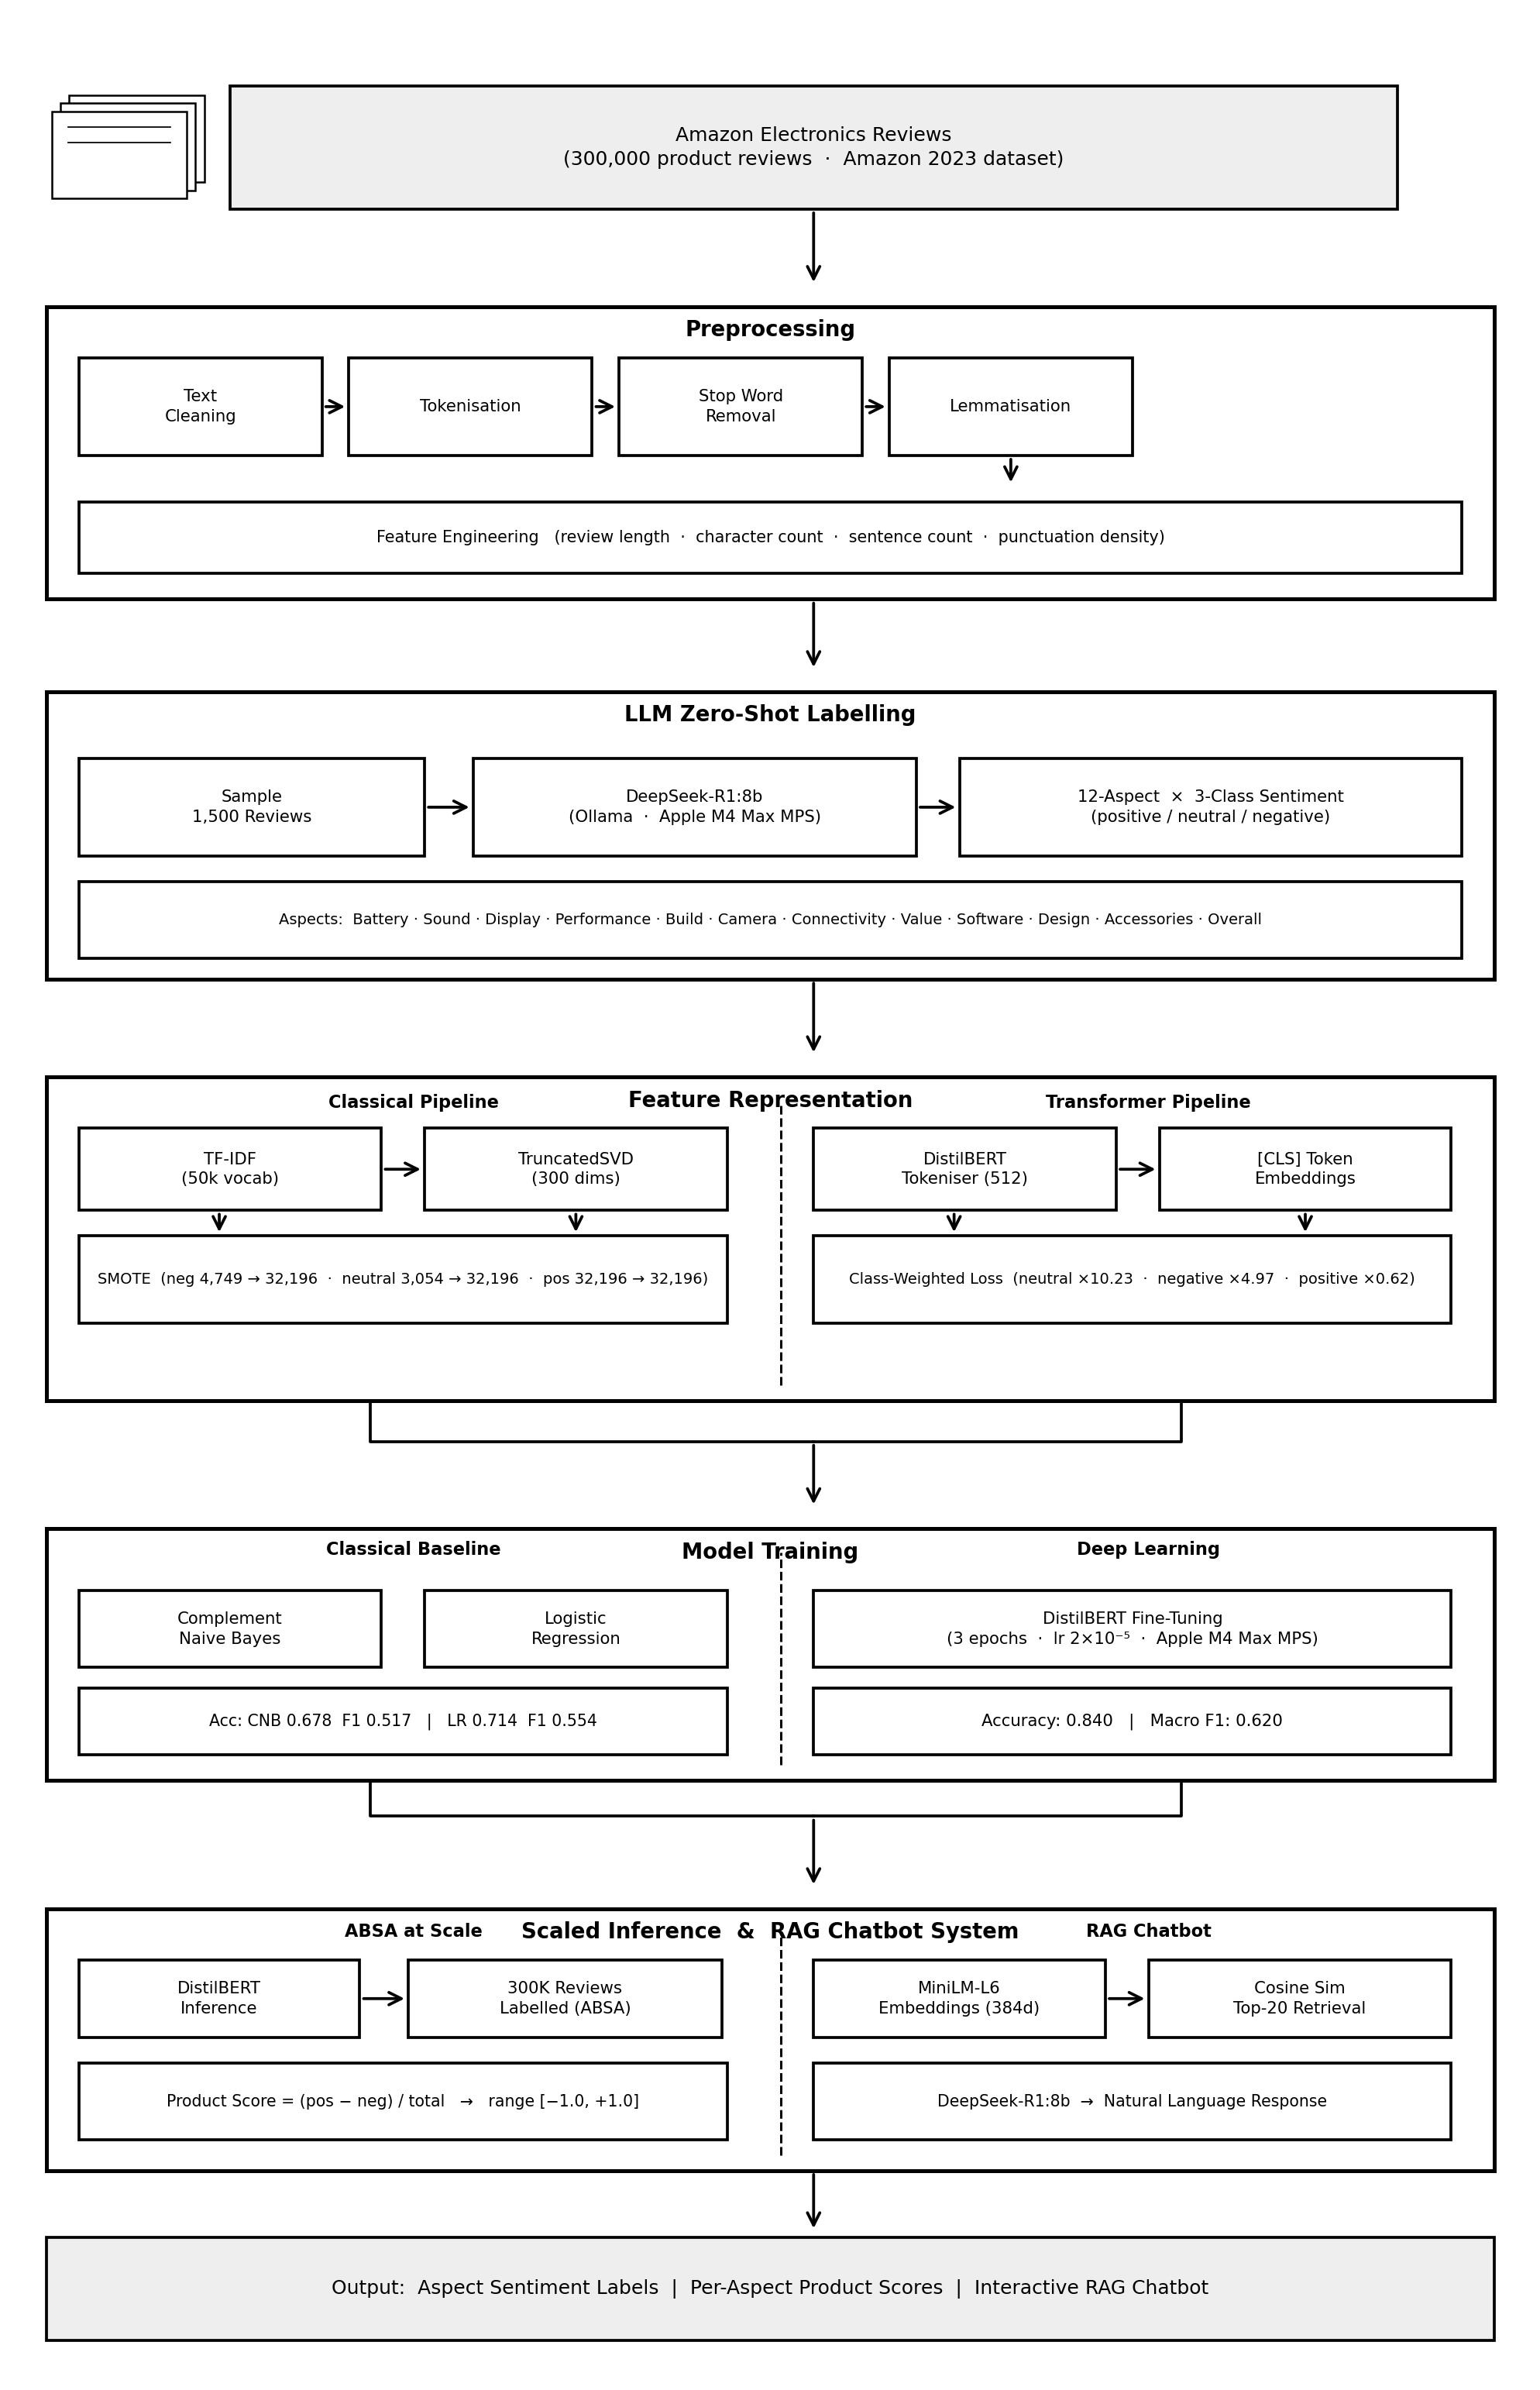 Amazon Electronics Reviews
(300,000 product reviews · Amazon 2023 dataset)
Preprocessing
Text
Cleaning
Tokenisation
Stop Word
Removal
Lemmatisation
Feature Engineering (review length · character count · sentence count · punctuation density)
LLM Zero-Shot Labelling
Sample
1,500 Reviews
DeepSeek-R1:8b
(Ollama · Apple M4 Max MPS)
12-Aspect × 3-Class Sentiment
(positive / neutral / negative)
Aspects: Battery · Sound · Display · Performance · Build · Camera · Connectivity · Value · Software · Design · Accessories · Overall
Feature Representation
Classical Pipeline
Transformer Pipeline
TF-IDF
(50k vocab)
TruncatedSVD
(300 dims)
DistilBERT
Tokeniser (512)
[CLS] Token
Embeddings
SMOTE (neg 4,749 → 32,196 · neutral 3,054 → 32,196 · pos 32,196 → 32,196)
Class-Weighted Loss (neutral ×10.23 · negative ×4.97 · positive ×0.62)
Model Training
Classical Baseline
Deep Learning
Complement
Naive Bayes
Logistic
Regression
DistilBERT Fine-Tuning
(3 epochs · lr 2×10⁻⁵ · Apple M4 Max MPS)
Acc: CNB 0.678 F1 0.517 | LR 0.714 F1 0.554
Accuracy: 0.840 | Macro F1: 0.620
Scaled Inference & RAG Chatbot System
ABSA at Scale
RAG Chatbot
DistilBERT
Inference
300K Reviews
Labelled (ABSA)
MiniLM-L6
Embeddings (384d)
Cosine Sim
Top-20 Retrieval
Product Score = (pos − neg) / total → range [−1.0, +1.0]
DeepSeek-R1:8b → Natural Language Response
Output: Aspect Sentiment Labels | Per-Aspect Product Scores | Interactive RAG Chatbot